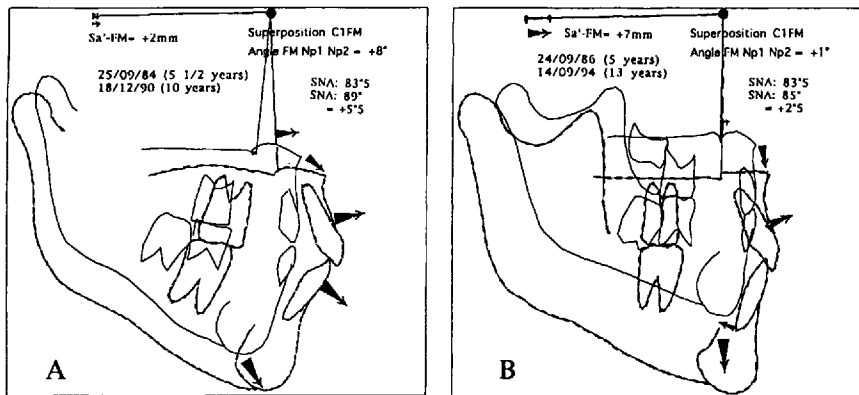 Sa'-FM= +2mm
Superposition C1FM
Angle FM Np1 Np2 = +8°
25/09/84 (5 1/2 years)
18/12/90 (10 years)
SNA: 83°5
SNA: 89°
= +5°5
A
Sa'-FM= +7mm
Superposition C1FM
Angle FM Np1 Np2 = +1°
24/09/86 (5 years)
14/09/94 (13 years)
SNA: 83°5
SNA: 85°
= +2°5
B